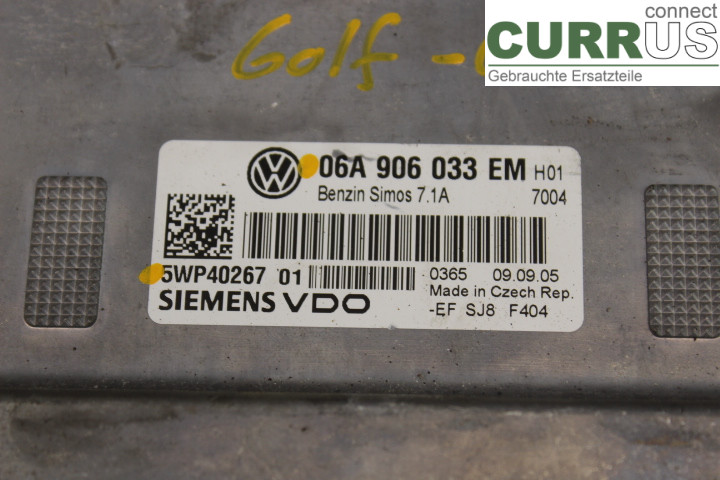 connect
CURRUS
Gebrauchte Ersatzteile
Golf -
VW 06A 906 033 EM H01
Benzin Simos 7.1A 7004
5WP40267 01 0365 09.09.05
SIEMENS VDO Made in Czech Rep.
-EF SJ8 F404